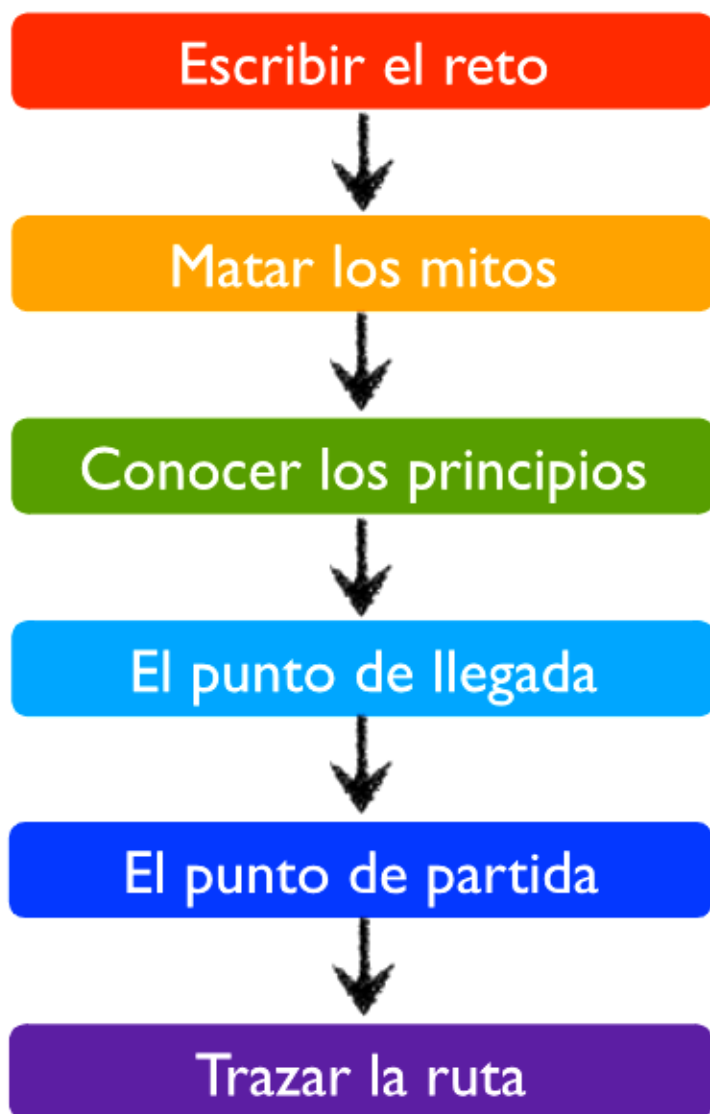 Escribir el reto
Matar los mitos
Conocer los principios
El punto de llegada
El punto de partida
Trazar la ruta